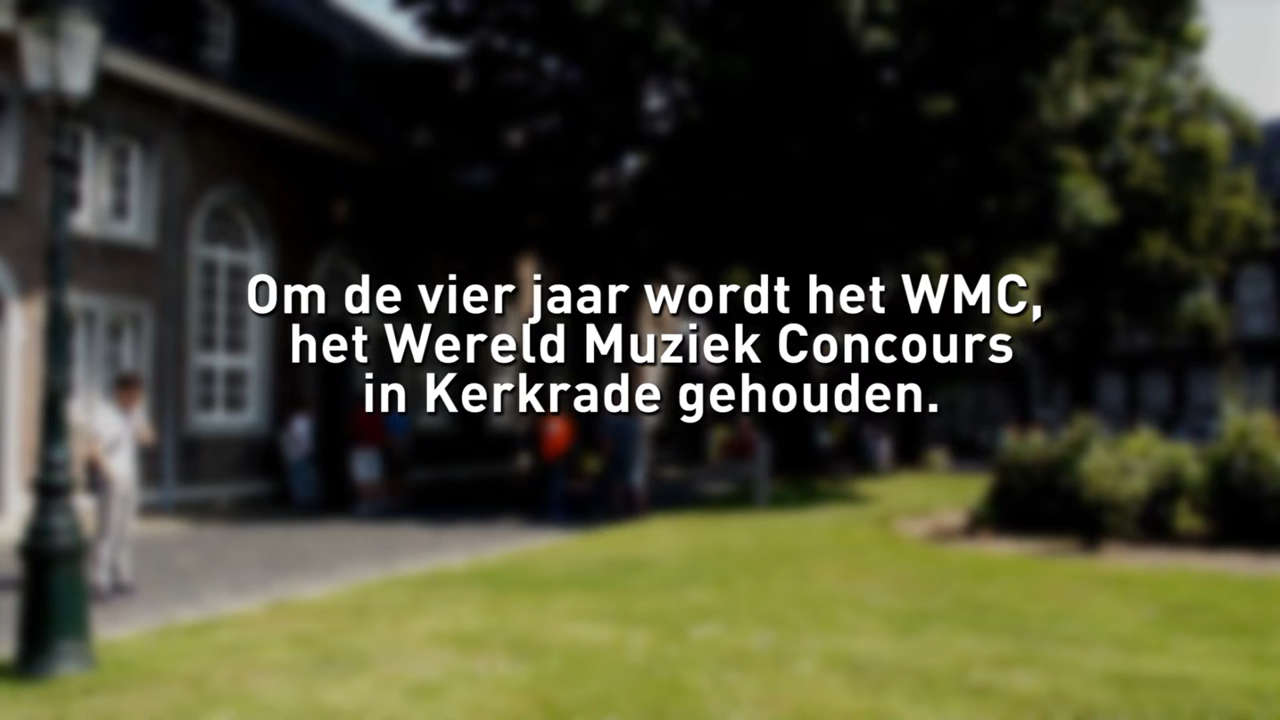 Om de vier jaar wordt het WMC,
het Wereld Muziek Concours
in Kerkrade gehouden.